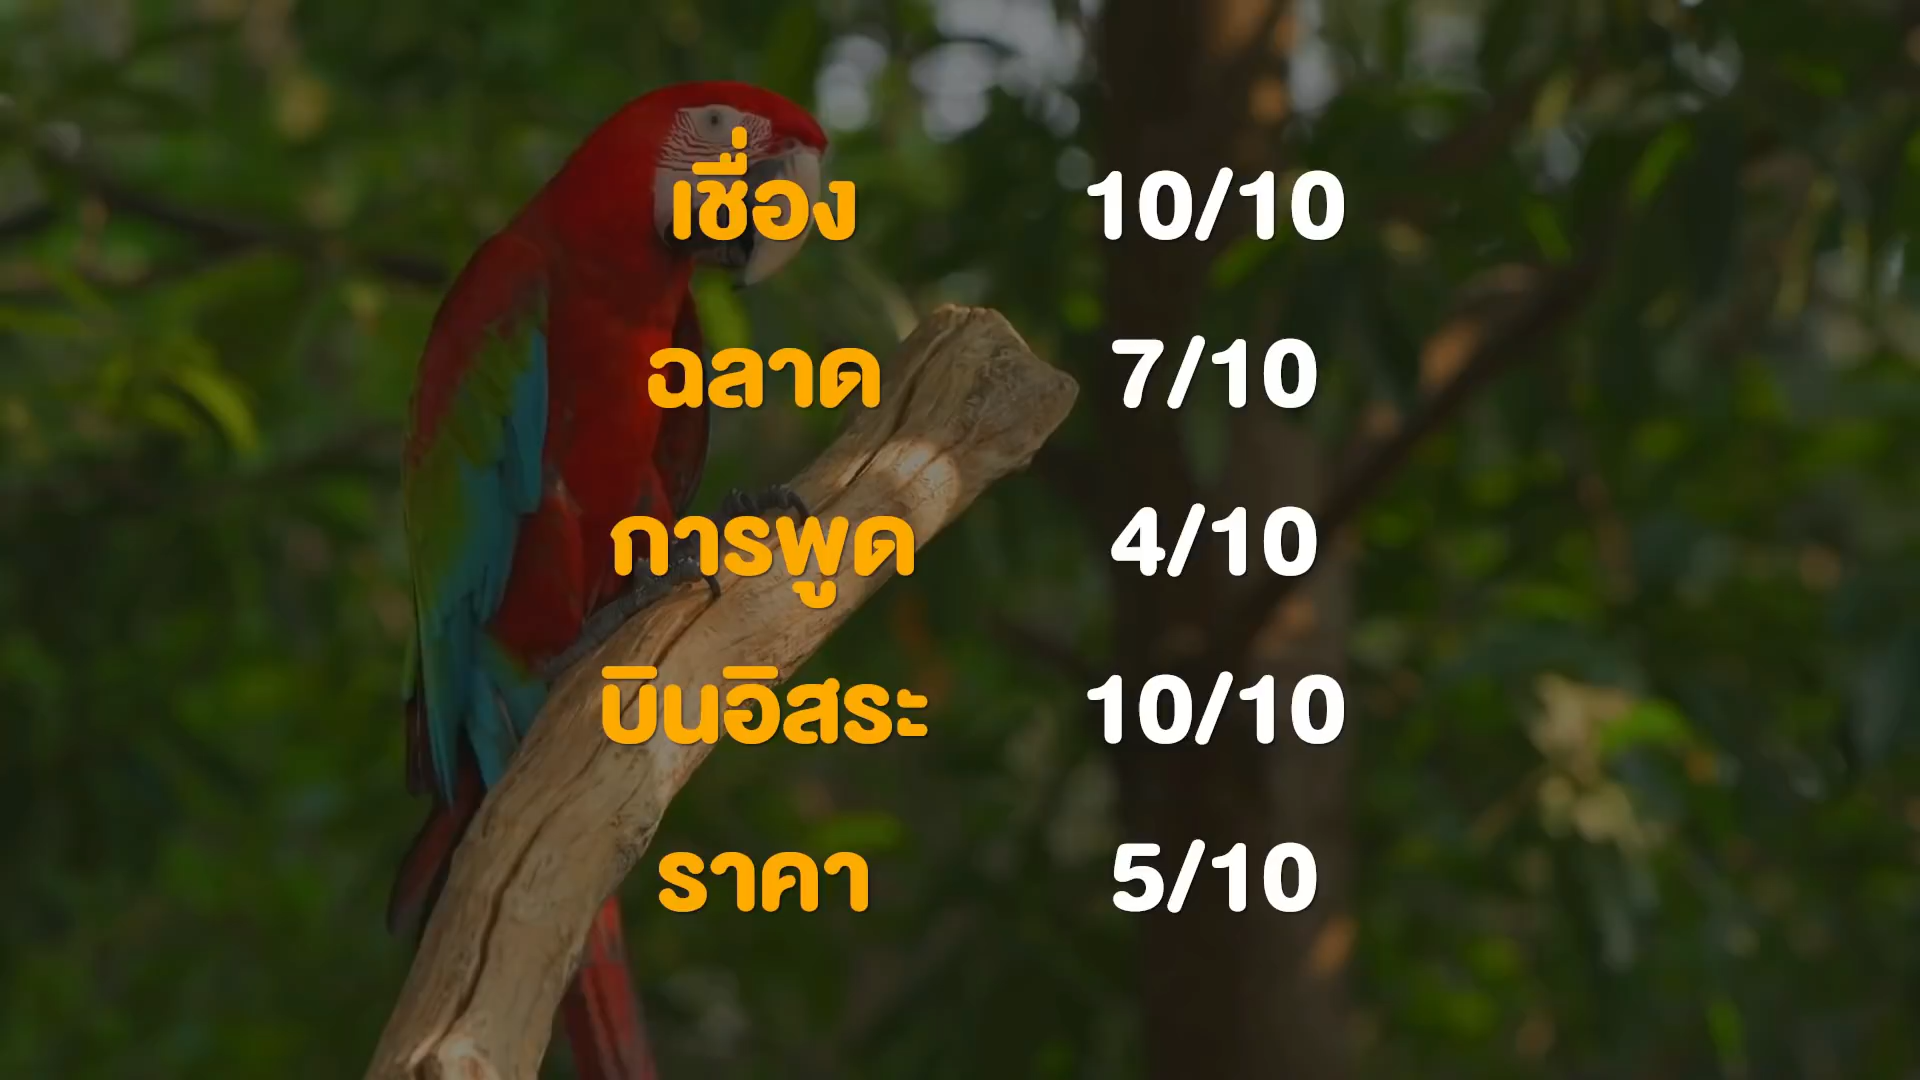 เชื่อง 10/10
ฉลาด 7/10
การพูด 4/10
บินอิสระ 10/10
ราคา 5/10